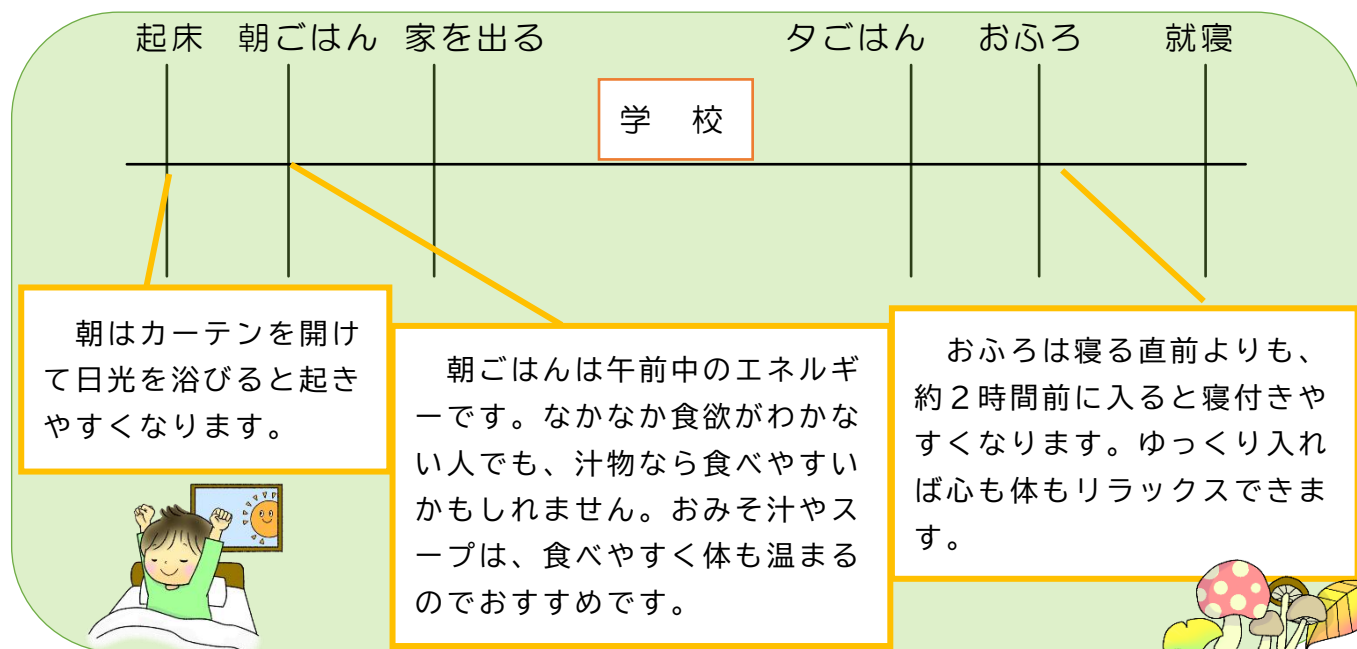 起床 朝ごはん 家を出る 夕ごはん おふろ 就寝
学 校
朝はカーテンを開け
て日光を浴びると起き
やすくなります。
朝ごはんは午前中のエネルギ
ーです。なかなか食欲がわかな
い人でも、汁物なら食べやすい
かもしれません。おみそ汁やス
ープは、食べやすく体も温まる
のでおすすめです。
おふろは寝る直前よりも、
約２時間前に入ると寝付きや
すくなります。ゆっくり入れ
ば心も体もリラックスできま
す。